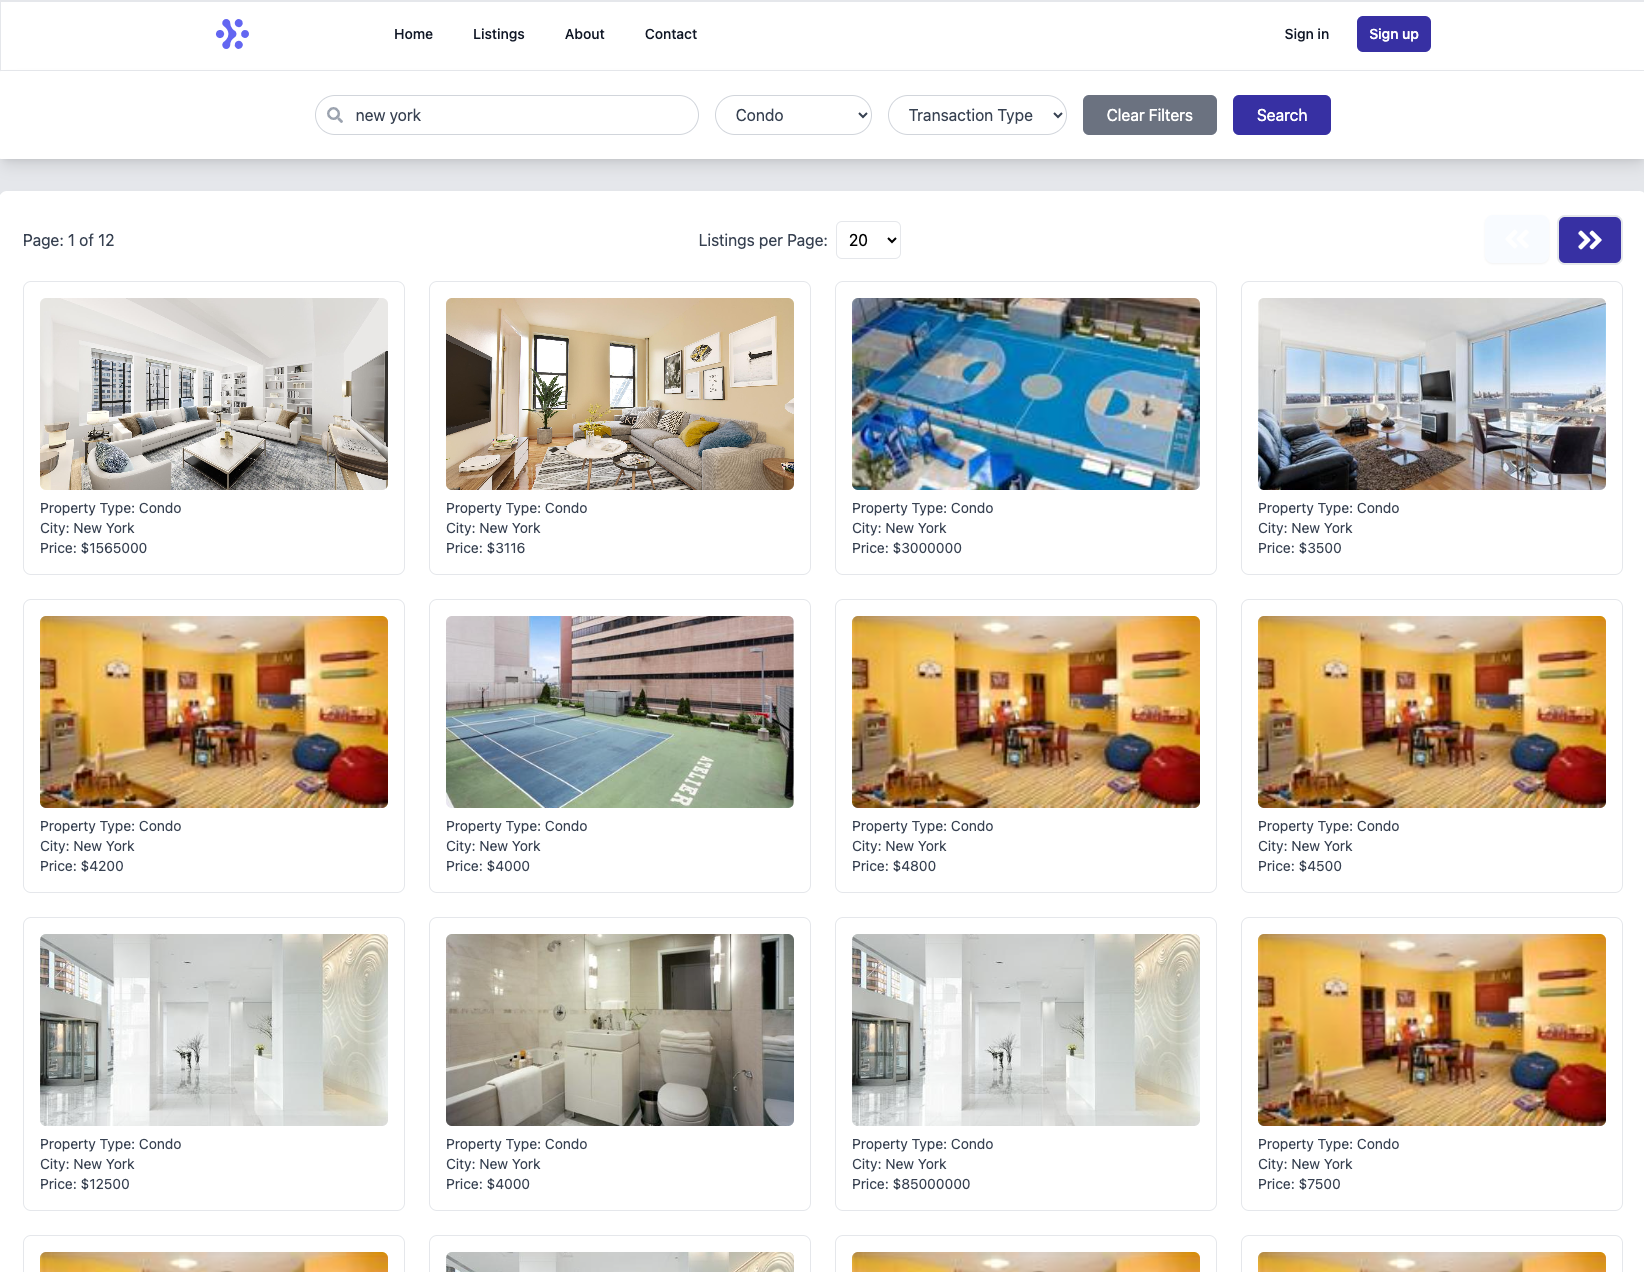 Home Listings About Contact Sign in Sign up
new york Condo Transaction Type Clear Filters Search
Page: 1 of 12 Listings per Page: 20
Property Type: Condo
City: New York
Price: $1565000
Property Type: Condo
City: New York
Price: $3116
Property Type: Condo
City: New York
Price: $3000000
Property Type: Condo
City: New York
Price: $3500
Property Type: Condo
City: New York
Price: $4200
ATELIER
Property Type: Condo
City: New York
Price: $4000
Property Type: Condo
City: New York
Price: $4800
Property Type: Condo
City: New York
Price: $4500
Property Type: Condo
City: New York
Price: $12500
Property Type: Condo
City: New York
Price: $4000
Property Type: Condo
City: New York
Price: $85000000
Property Type: Condo
City: New York
Price: $7500